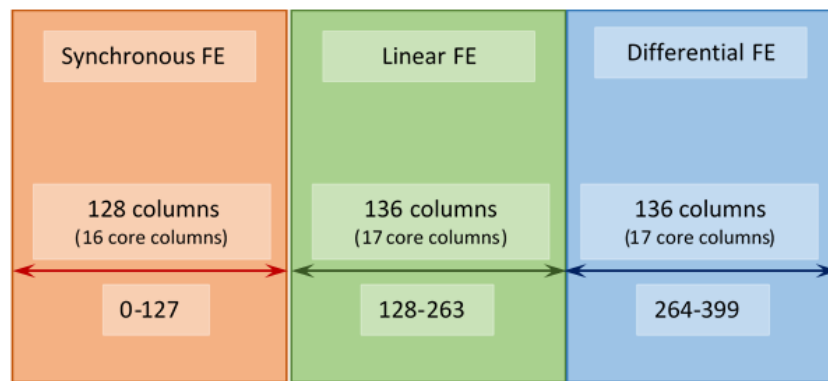 Synchronous FE
Linear FE
Differential FE
128 columns
(16 core columns)
136 columns
(17 core columns)
136 columns
(17 core columns)
0-127
128-263
264-399